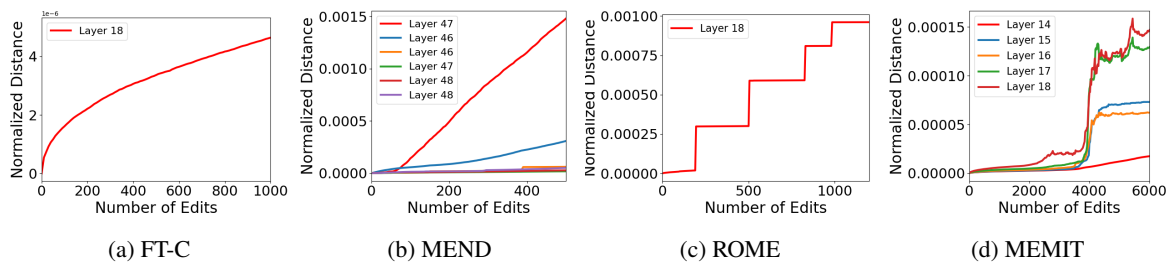 1e−6
Normalized Distance
4
2
0
Layer 18
0
200
400
600
800
1000
Number of Edits
(a) FT-C
Normalized Distance
0.0015
0.0010
0.0005
0.0000
Layer 47
Layer 46
Layer 46
Layer 47
Layer 48
Layer 48
0
200
400
Number of Edits
(b) MEND
Normalized Distance
0.00100
0.00075
0.00050
0.00025
0.00000
Layer 18
0
500
1000
Number of Edits
(c) ROME
Normalized Distance
0.00015
0.00010
0.00005
0.00000
Layer 14
Layer 15
Layer 16
Layer 17
Layer 18
0
2000
4000
6000
Number of Edits
(d) MEMIT